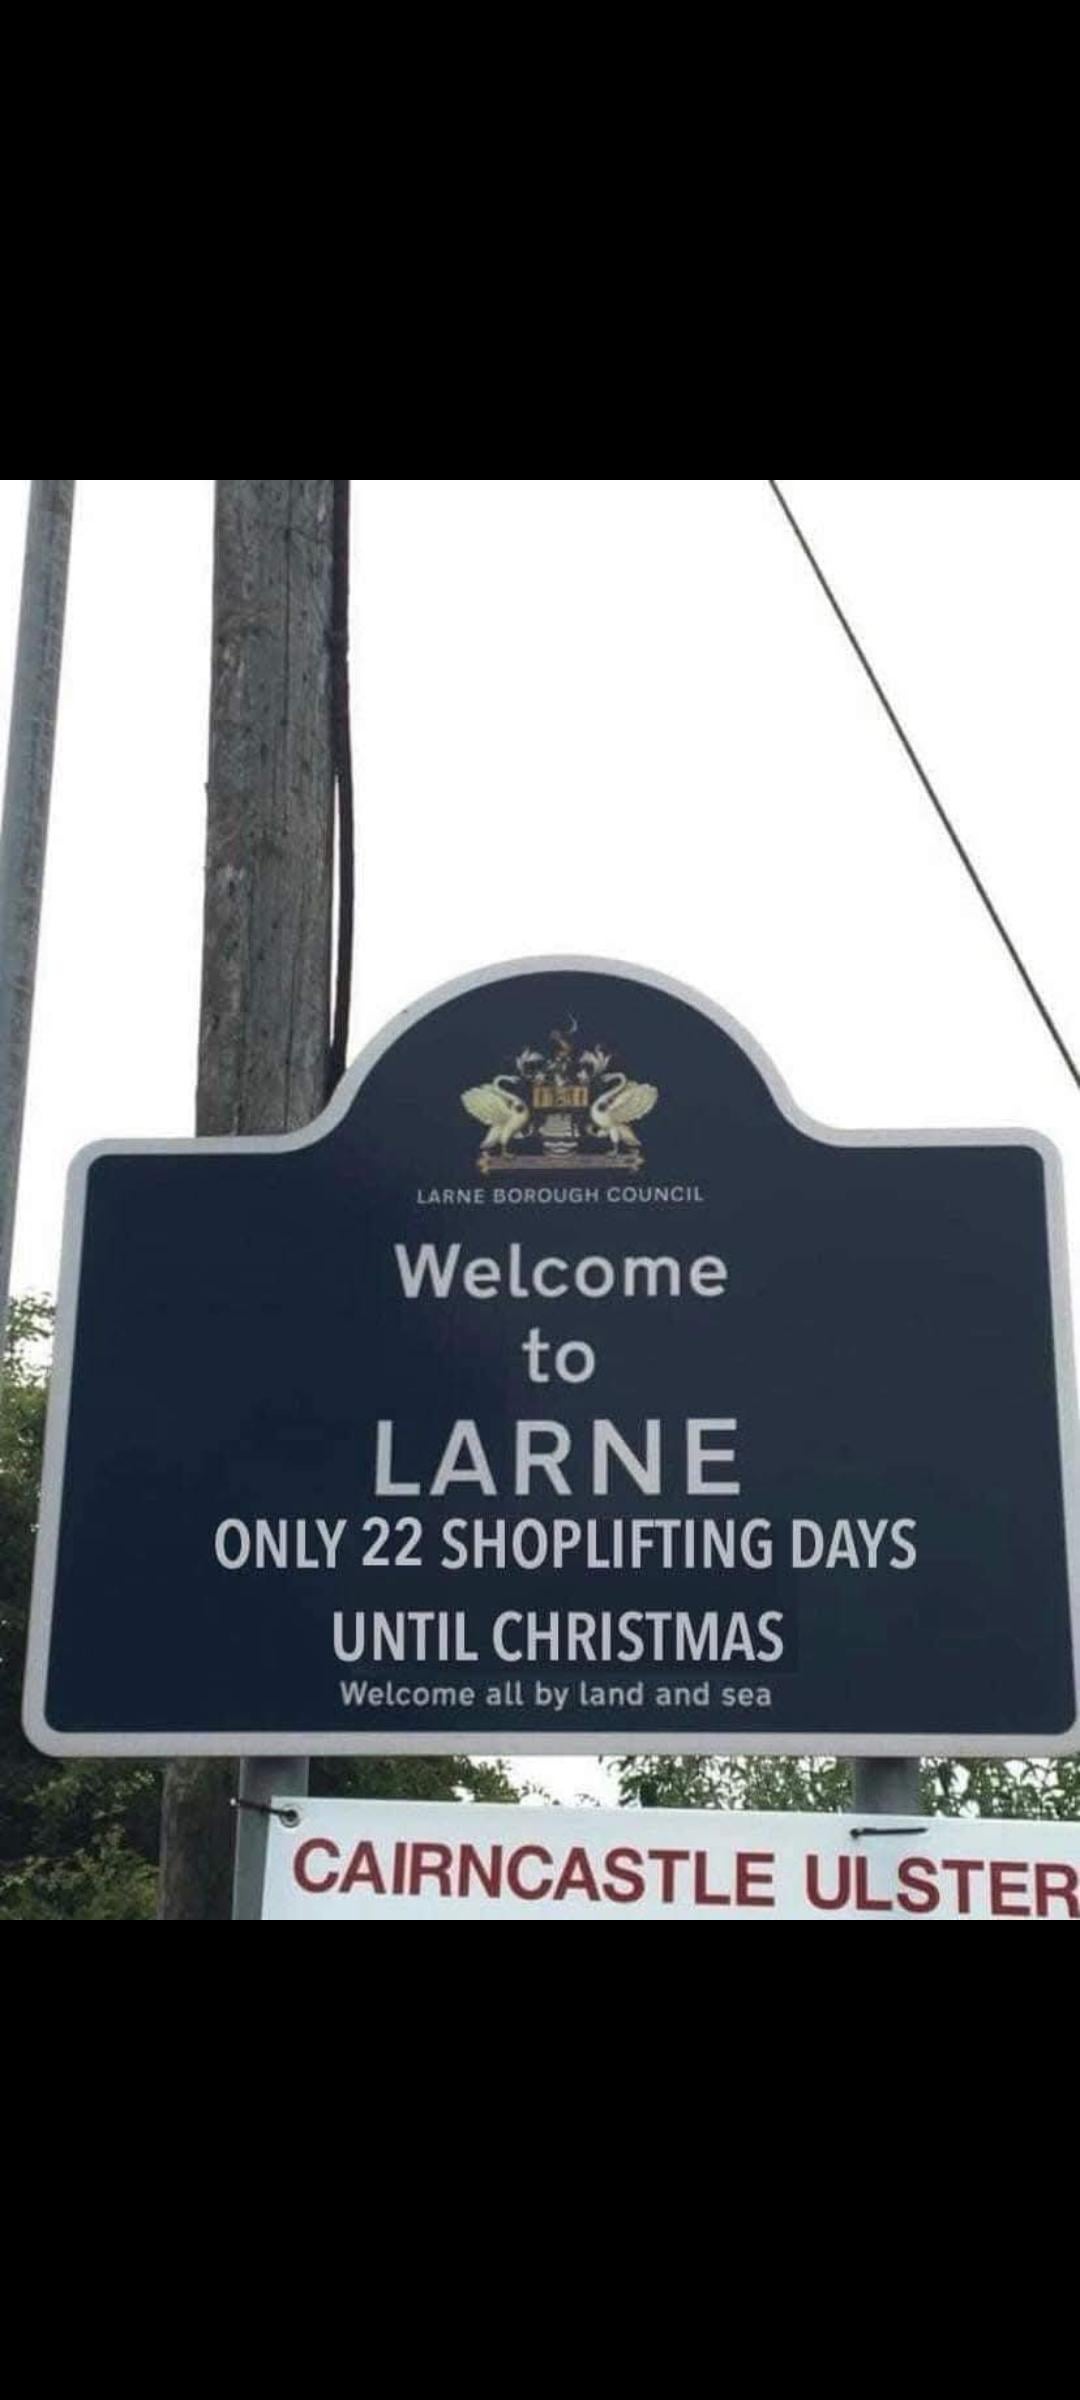 LARNE BOROUGH COUNCIL
Welcome
to
LARNE
ONLY 22 SHOPLIFTING DAYS
UNTIL CHRISTMAS
Welcome all by land and sea
CAIRNCASTLE ULSTER